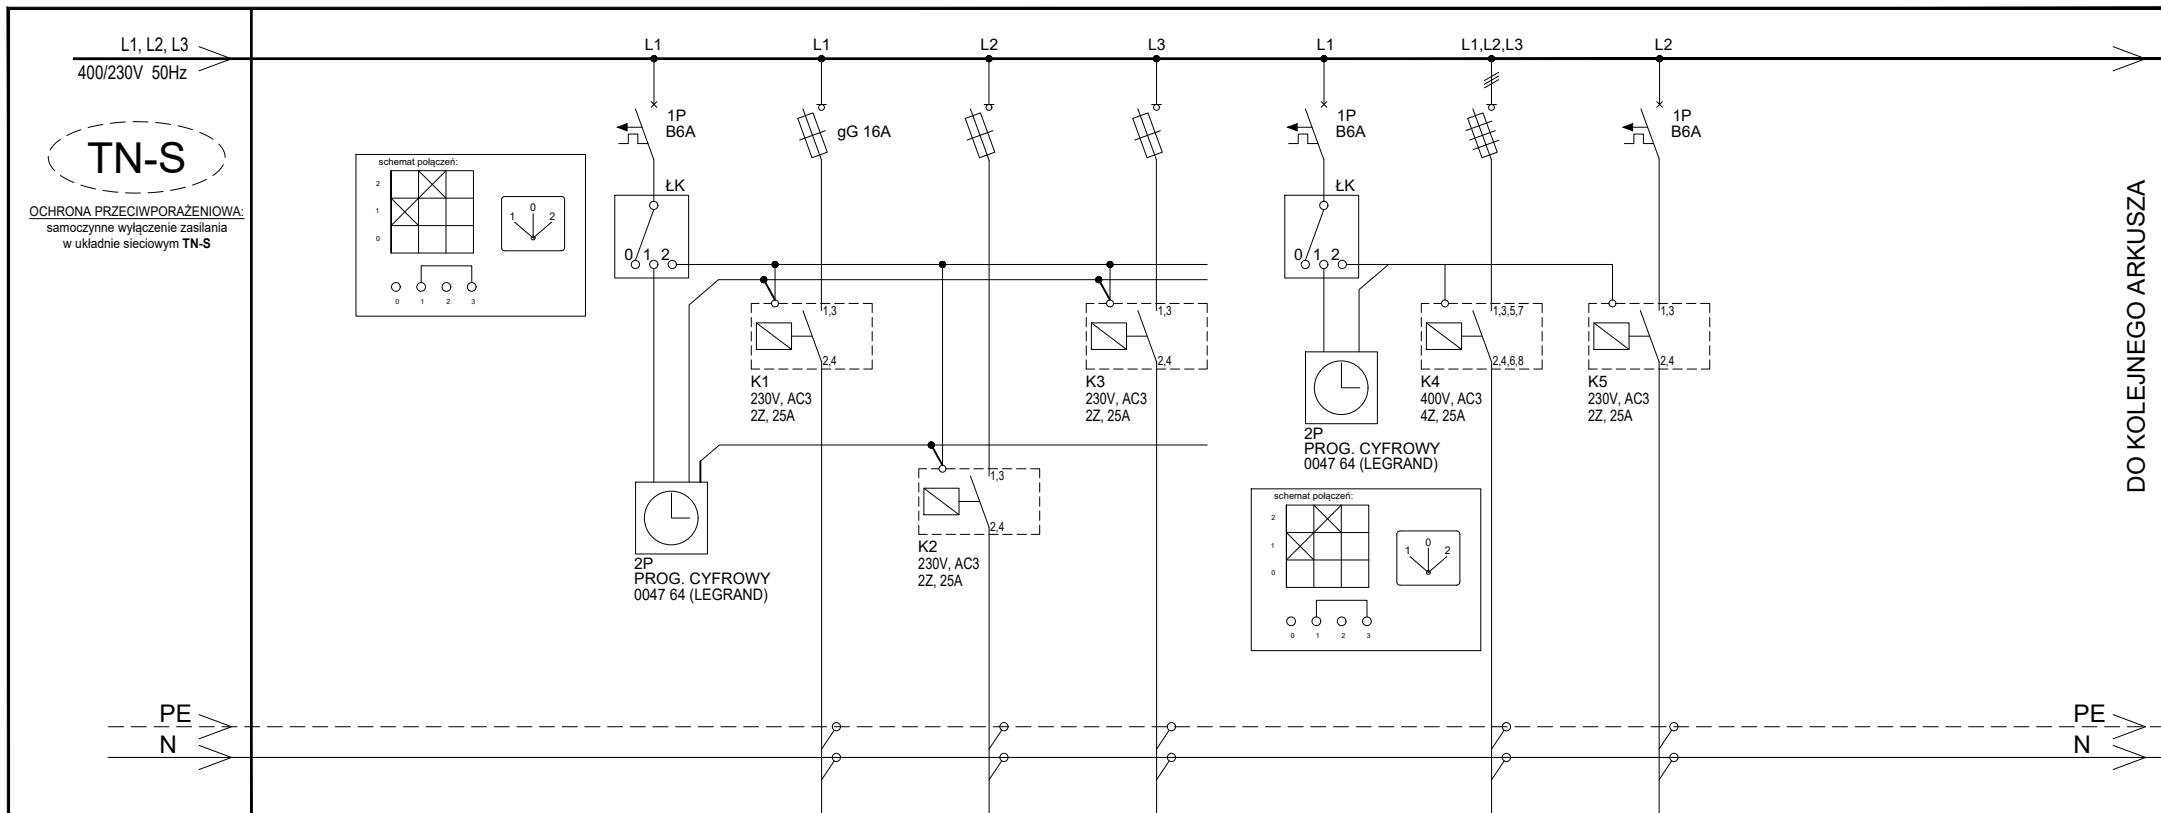 L1, L2, L3
400/230V 50Hz
TN-S
OCHRONA PRZECIWPORAŻENIOWA:
samoczynne wyłączenie zasilania
w układnie sieciowym TN-S
L1
L1
L2
L3
L1
L1,L2,L3
L2
1P
B6A
gG 16A
1P
B6A
1P
B6A
schemat połączeń:
2
1
0
0 1 2 3
1 0 2
ŁK
0 1 2
ŁK
0 1 2
1,3
2,4
K1
230V, AC3
2Z, 25A
1,3
2,4
K3
230V, AC3
2Z, 25A
1,3,5,7
2,4,6,8
K4
400V, AC3
4Z, 25A
1,3
2,4
K5
230V, AC3
2Z, 25A
2P
PROG. CYFROWY
0047 64 (LEGRAND)
1,3
2,4
K2
230V, AC3
2Z, 25A
2P
PROG. CYFROWY
0047 64 (LEGRAND)
schemat połączeń:
2
1
0
0 1 2 3
1 0 2
DO KOLEJNEGO ARKUSZA
PE
N
PE
N